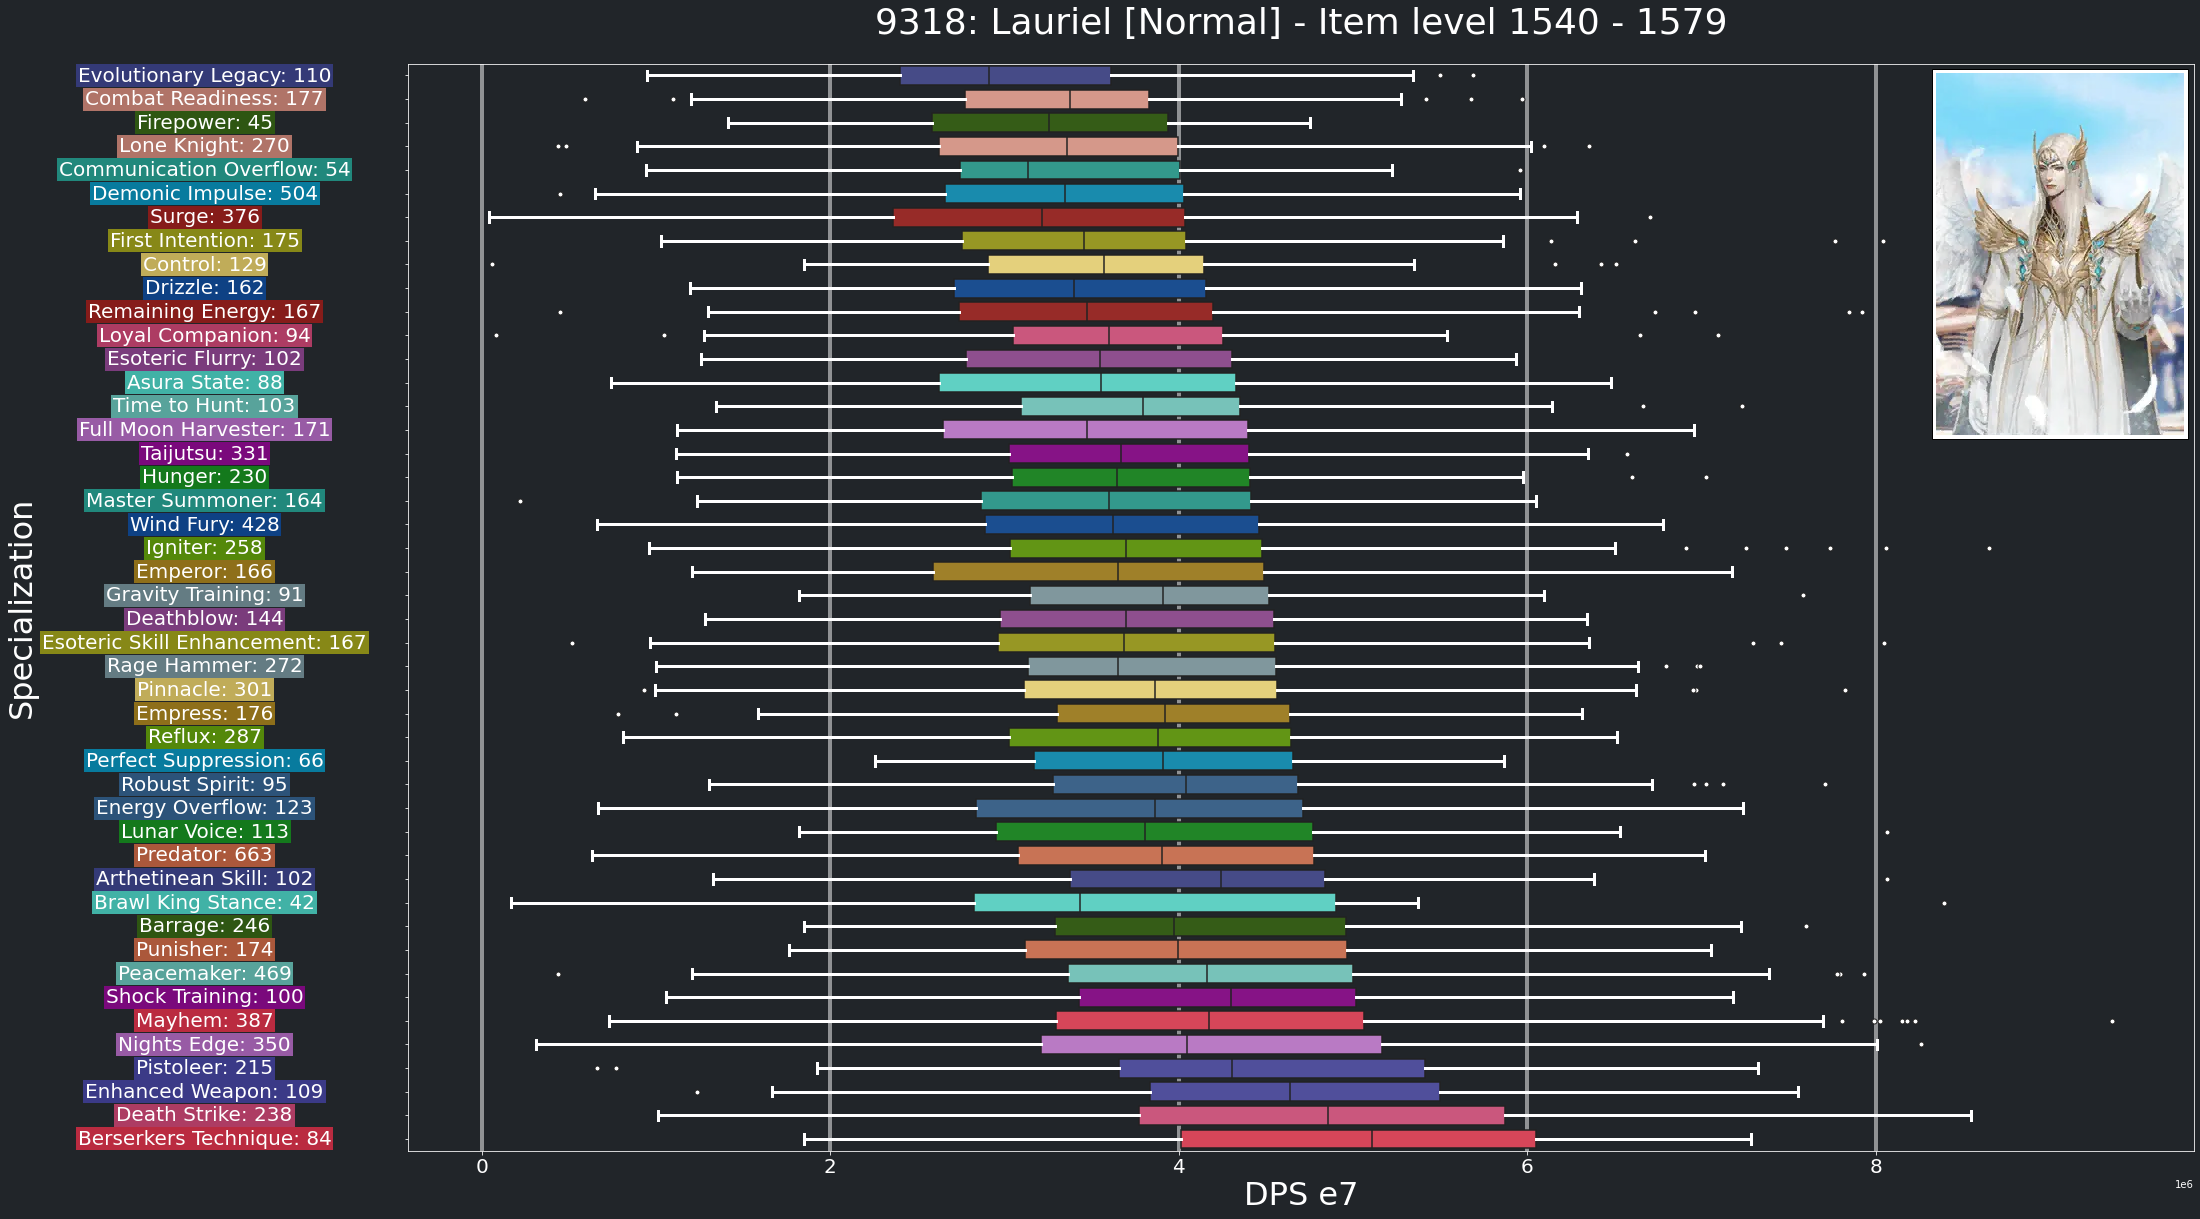 9318: Lauriel [Normal] - Item level 1540 - 1579
Specialization
Evolutionary Legacy: 110
Combat Readiness: 177
Firepower: 45
Lone Knight: 270
Communication Overflow: 54
Demonic Impulse: 504
Surge: 376
First Intention: 175
Control: 129
Drizzle: 162
Remaining Energy: 167
Loyal Companion: 94
Esoteric Flurry: 102
Asura State: 88
Time to Hunt: 103
Full Moon Harvester: 171
Taijutsu: 331
Hunger: 230
Master Summoner: 164
Wind Fury: 428
Igniter: 258
Emperor: 166
Gravity Training: 91
Deathblow: 144
Esoteric Skill Enhancement: 167
Rage Hammer: 272
Pinnacle: 301
Empress: 176
Reflux: 287
Perfect Suppression: 66
Robust Spirit: 95
Energy Overflow: 123
Lunar Voice: 113
Predator: 663
Arthetinean Skill: 102
Brawl King Stance: 42
Barrage: 246
Punisher: 174
Peacemaker: 469
Shock Training: 100
Mayhem: 387
Nights Edge: 350
Pistoleer: 215
Enhanced Weapon: 109
Death Strike: 238
Berserkers Technique: 84
0 2 4 6 8
DPS e7
1e6